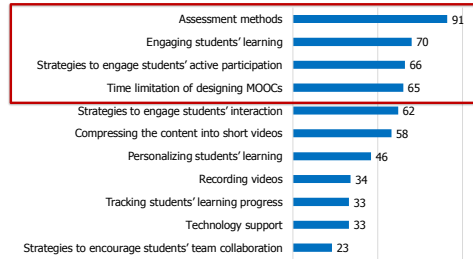 Assessment methods 91
Engaging students' learning 70
Strategies to engage students' active participation 66
Time limitation of designing MOOCs 65
Strategies to engage students' interaction 62
Compressing the content into short videos 58
Personalizing students' learning 46
Recording videos 34
Tracking students' learning progress 33
Technology support 33
Strategies to encourage students' team collaboration 23